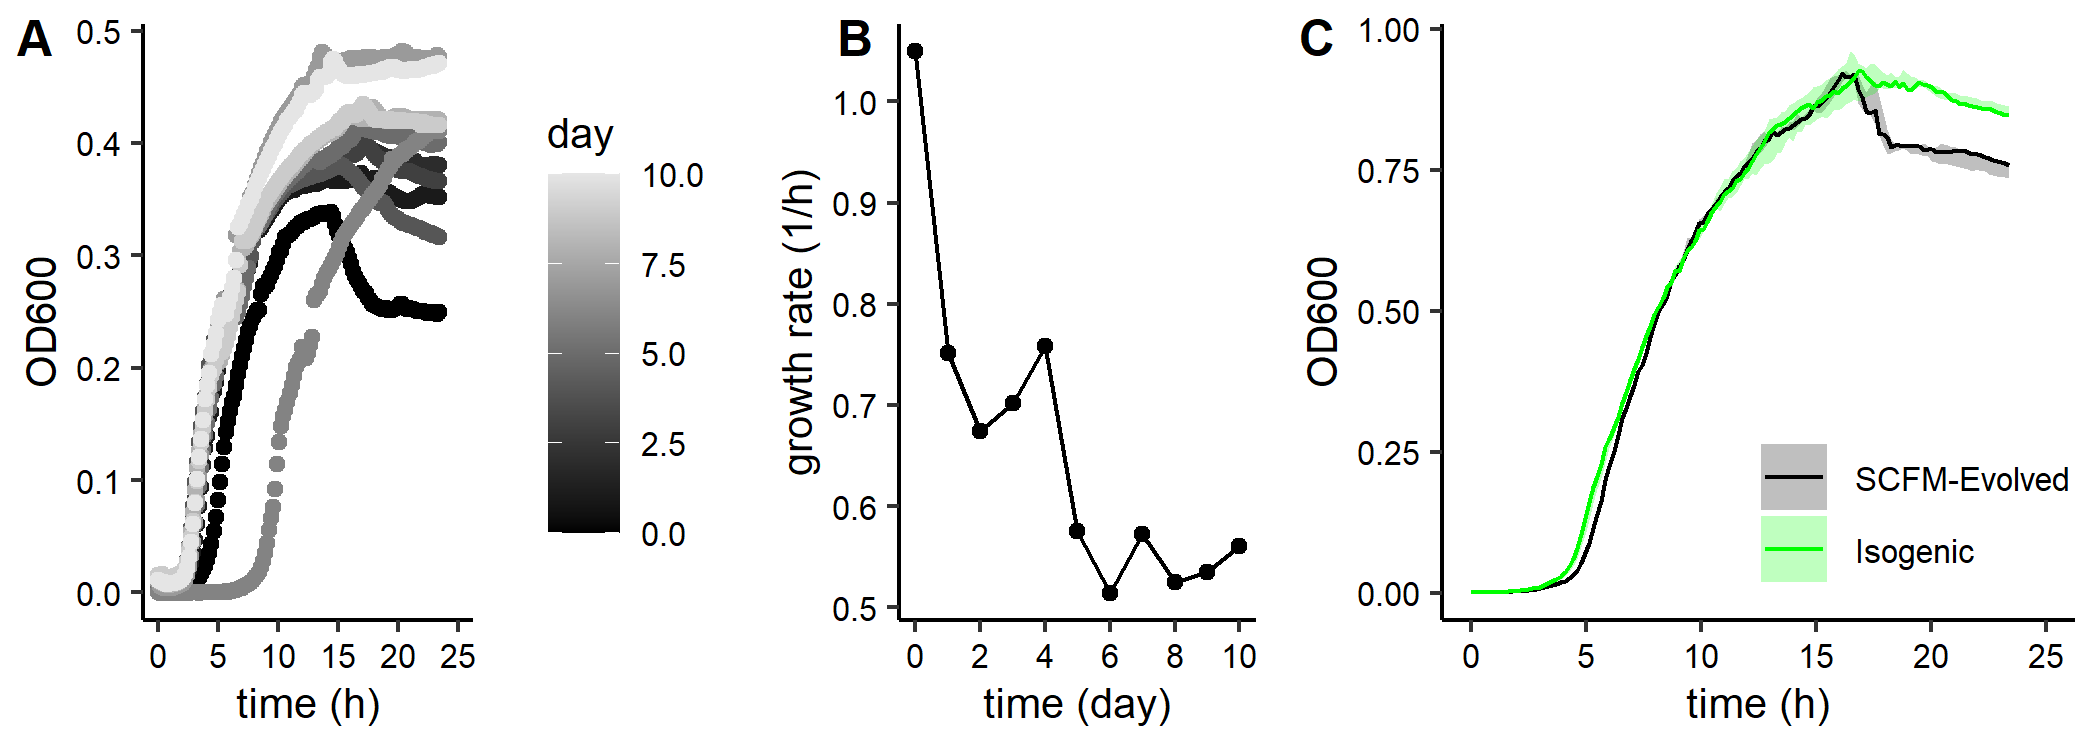 A
0.5
0.4
0.3
0.2
0.1
0.0
OD600
0 5 10 15 20 25
time (h)
day
10.0
7.5
5.0
2.5
0.0
B
1.0
0.9
0.8
0.7
0.6
0.5
growth rate (1/h)
0 2 4 6 8 10
time (day)
C
1.00
0.75
0.50
0.25
0.00
OD600
0 5 10 15 20 25
time (h)
SCFM-Evolved
Isogenic